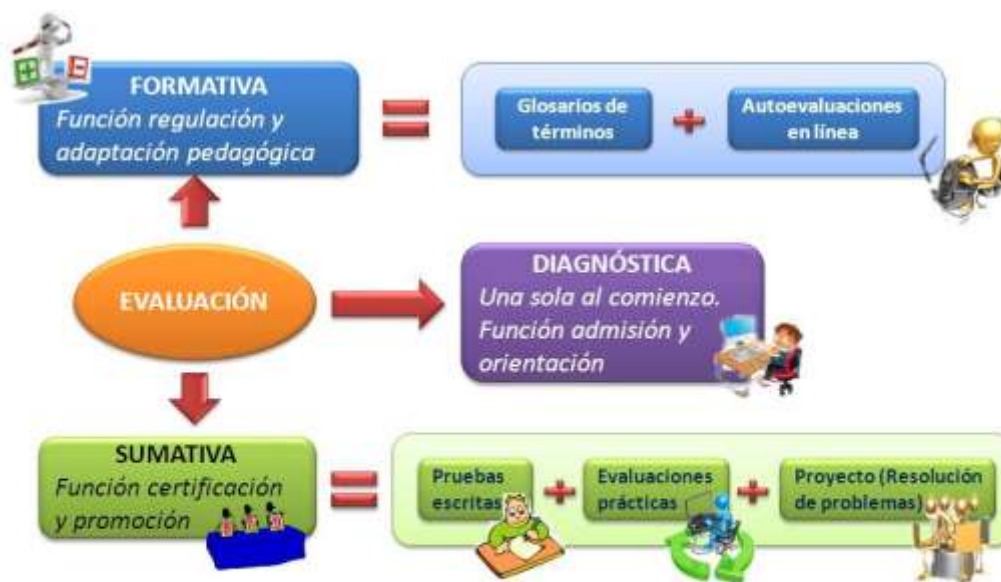 FORMATIVA
Función regulación y
adaptación pedagógica
Glosarios de
términos
Autoevaluaciones
en línea
EVALUACIÓN
DIAGNÓSTICA
Una sola al comienzo.
Función admisión y
orientación
SUMATIVA
Función certificación
y promoción
Pruebas
escritas
Evaluaciones
prácticas
Proyecto (Resolución
de problemas)